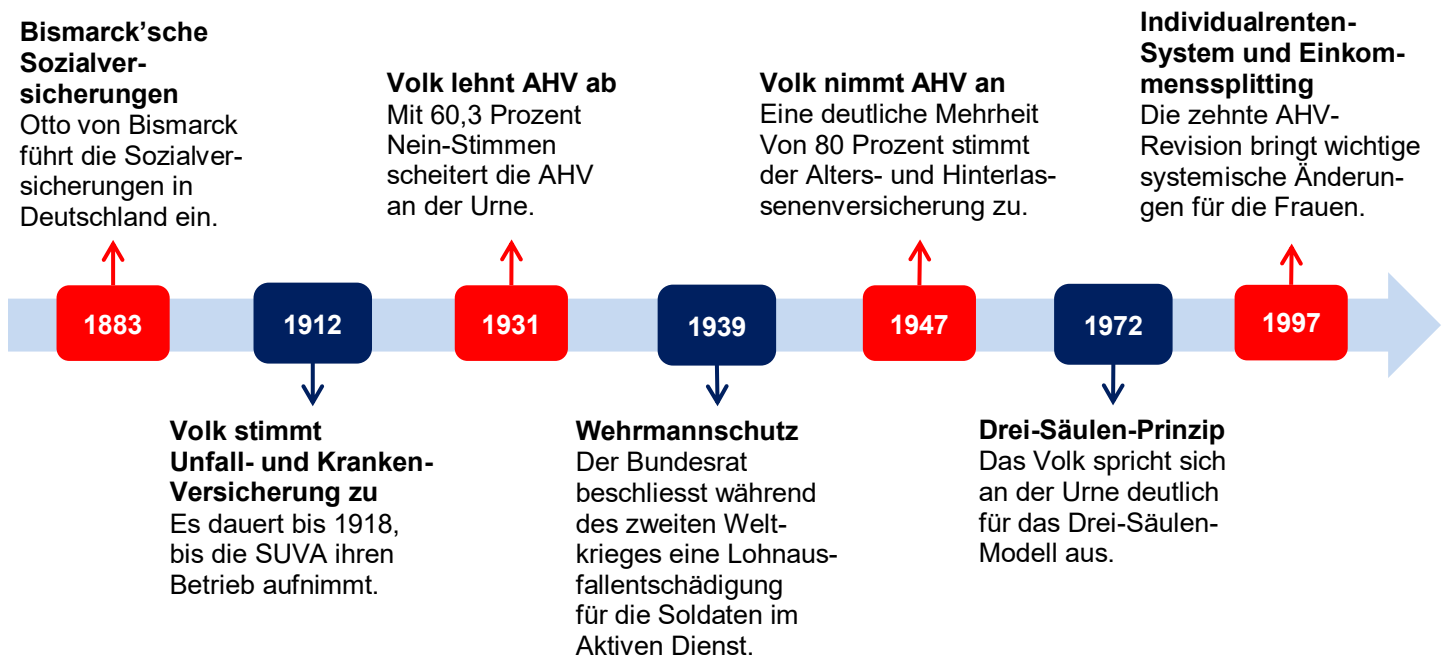 Bismarck’sche
Sozialver-
sicherungen
Otto von Bismarck
führt die Sozialver-
sicherungen in
Deutschland ein.
Volk lehnt AHV ab
Mit 60,3 Prozent
Nein-Stimmen
scheitert die AHV
an der Urne.
Volk nimmt AHV an
Eine deutliche Mehrheit
Von 80 Prozent stimmt
der Alters- und Hinterlas-
senenversicherung zu.
Individualrenten-
System und Einkom-
menssplitting
Die zehnte AHV-
Revision bringt wichtige
systemische Änderun-
gen für die Frauen.
1883
1912
1931
1939
1947
1972
1997
Volk stimmt
Unfall- und Kranken-
Versicherung zu
Es dauert bis 1918,
bis die SUVA ihren
Betrieb aufnimmt.
Wehrmannschutz
Der Bundesrat
beschliesst während
des zweiten Welt-
krieges eine Lohnaus-
fallentschädigung
für die Soldaten im
Aktiven Dienst.
Drei-Säulen-Prinzip
Das Volk spricht sich
an der Urne deutlich
für das Drei-Säulen-
Modell aus.